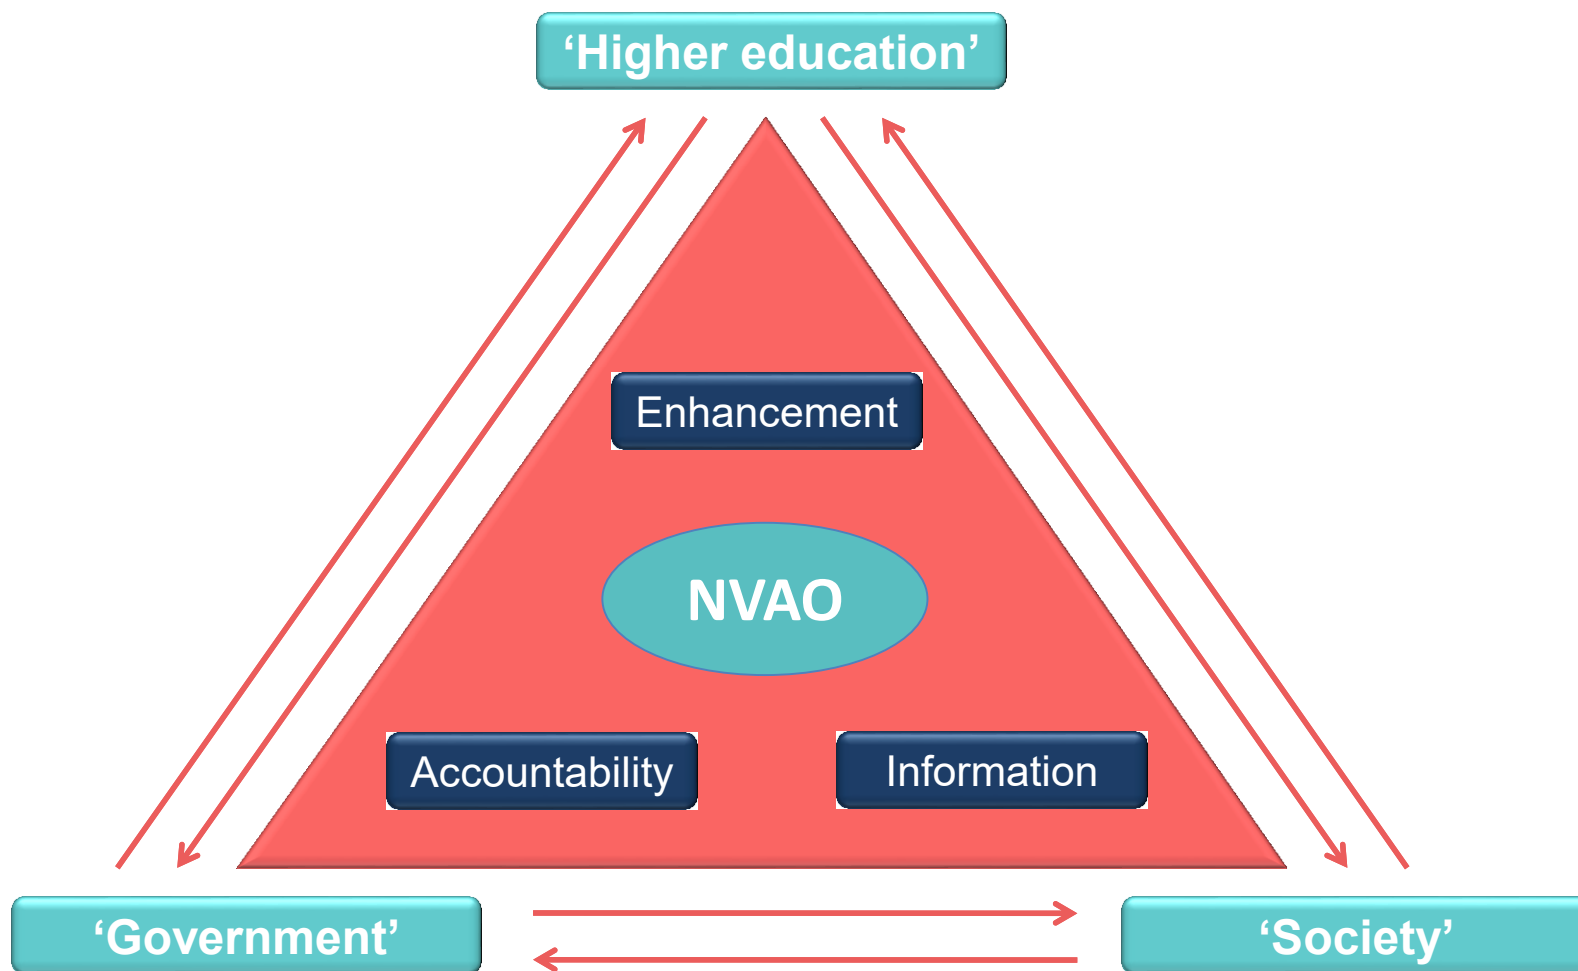 ‘Higher education’
Enhancement
NVAO
Accountability
Information
‘Government’
‘Society’